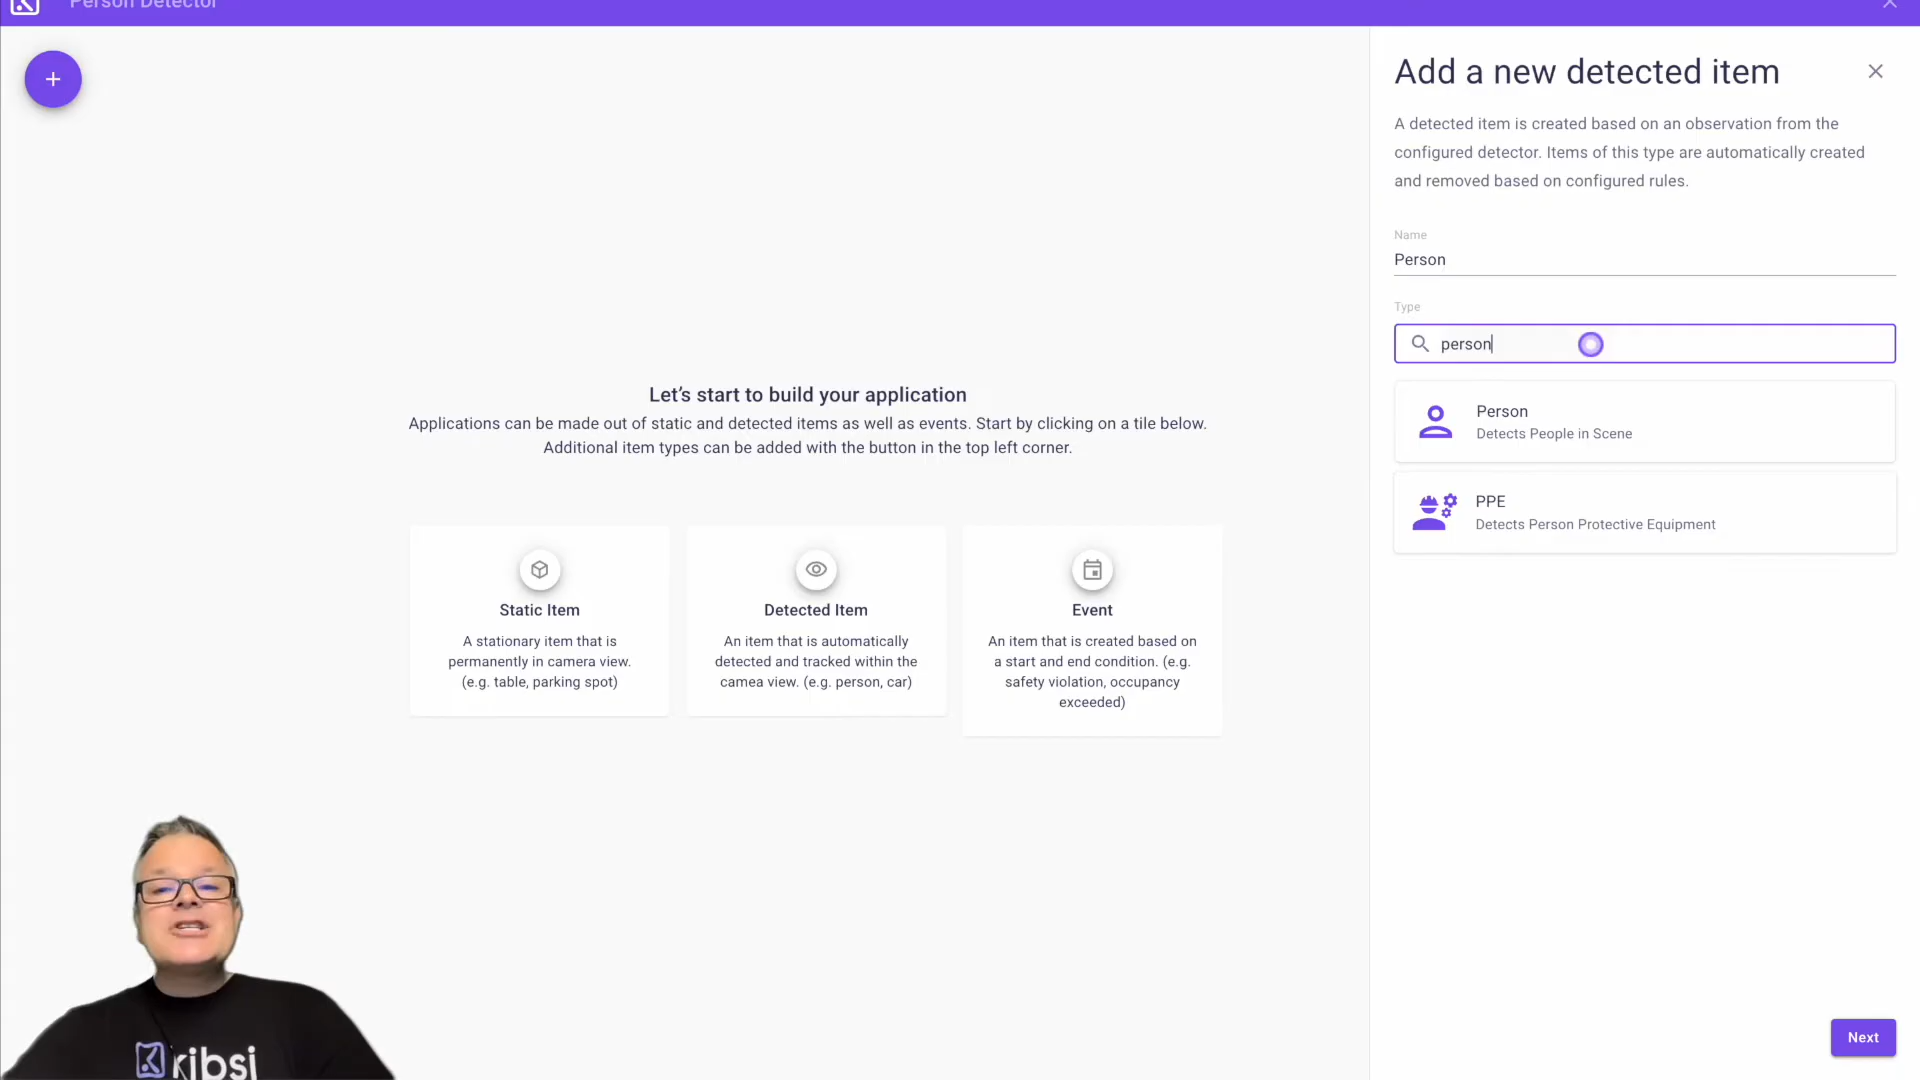 Person Detector
Add a new detected item
A detected item is created based on an observation from the
configured detector. Items of this type are automatically created
and removed based on configured rules.
Name
Person
Type
person
Person
Detects People in Scene
PPE
Detects Person Protective Equipment
Let’s start to build your application
Applications can be made out of static and detected items as well as events. Start by clicking on a tile below.
Additional item types can be added with the button in the top left corner.
Static Item
A stationary item that is
permanently in camera view.
(e.g. table, parking spot)
Detected Item
An item that is automatically
detected and tracked within the
camea view. (e.g. person, car)
Event
An item that is created based on
a start and end condition. (e.g.
safety violation, occupancy
exceeded)
kibsi
Next